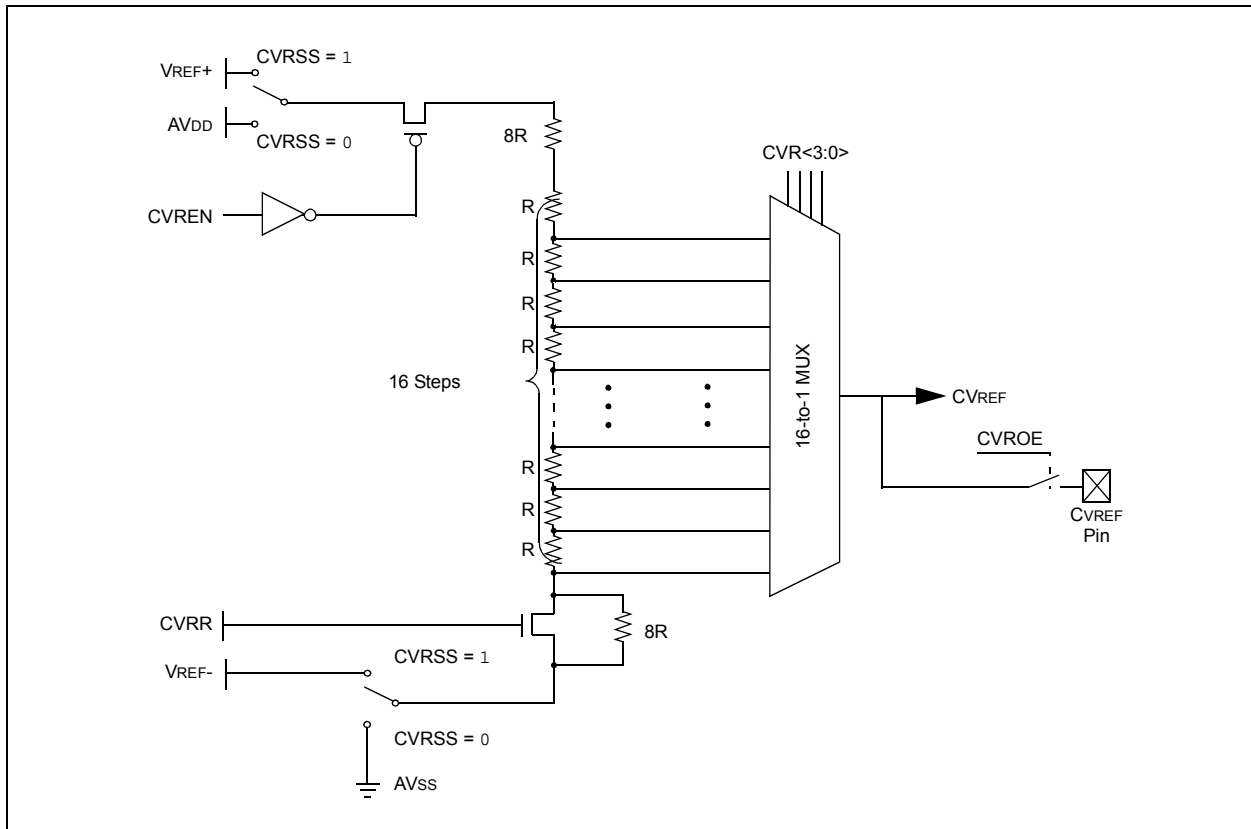 CVRSS = 1
VREF+
AVDD
CVRSS = 0
8R
CVREN
CVR<3:0>
R
R
R
R
16 Steps
16-to-1 MUX
CVREF
CVROE
R
R
R
CVREF
Pin
CVRR
8R
CVRSS = 1
VREF-
CVRSS = 0
AVSS